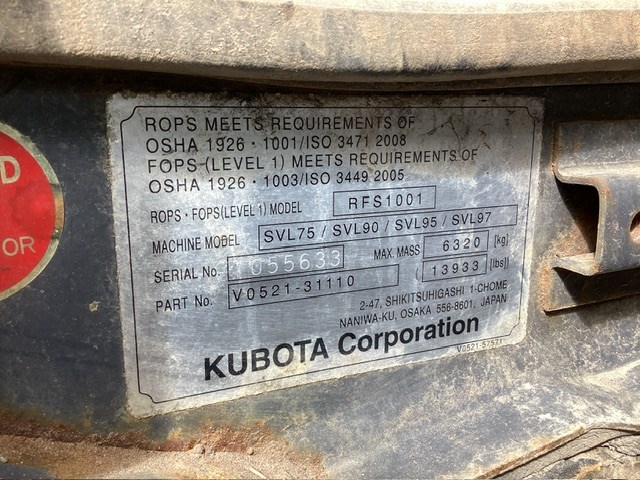 ROPS MEETS REQUIREMENTS OF
OSHA 1926・1001/ISO 3471 2008
FOPS (LEVEL 1) MEETS REQUIREMENTS OF
OSHA 1926・1003/ISO 3449 2005
ROPS・FOPS(LEVEL 1) MODEL RFS1001
MACHINE MODEL SVL75 / SVL90 / SVL95 / SVL97
SERIAL No. 1055633 MAX. MASS 6320 [kg]
PART No. V0521-31110 ( 13933 [lbs])
2-47, SHIKITSUHIGASHI 1-CHOME
NANIWA-KU, OSAKA 556-8601, JAPAN
KUBOTA Corporation
D
OR